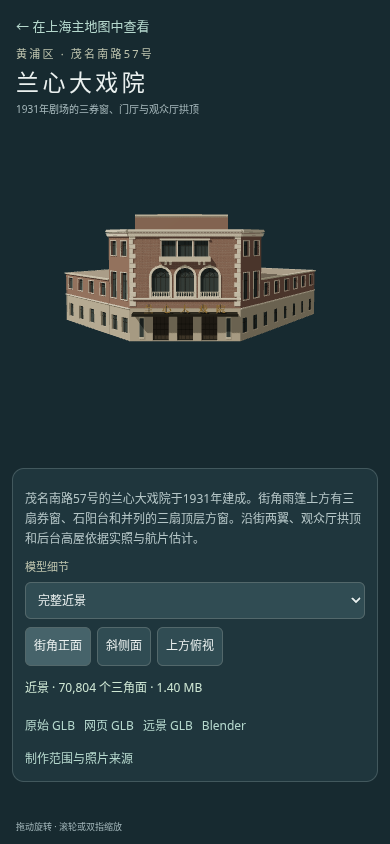 ← 在上海主地图中查看
黄浦区 · 茂名南路57号
兰心大戏院
1931年剧场的三券窗、门厅与观众厅拱顶
茂名南路57号的兰心大戏院于1931年建成。街角雨篷上方有三
扇券窗、石阳台和并列的三扇顶层方窗。沿街两翼、观众厅拱顶
和后台高屋依据实照与航片估计。
模型细节
完整近景
街角正面 斜侧面 上方俯视
近景 · 70,804 个三角面 · 1.40 MB
原始 GLB 网页 GLB 远景 GLB Blender
制作范围与照片来源
拖动旋转 · 滚轮或双指缩放